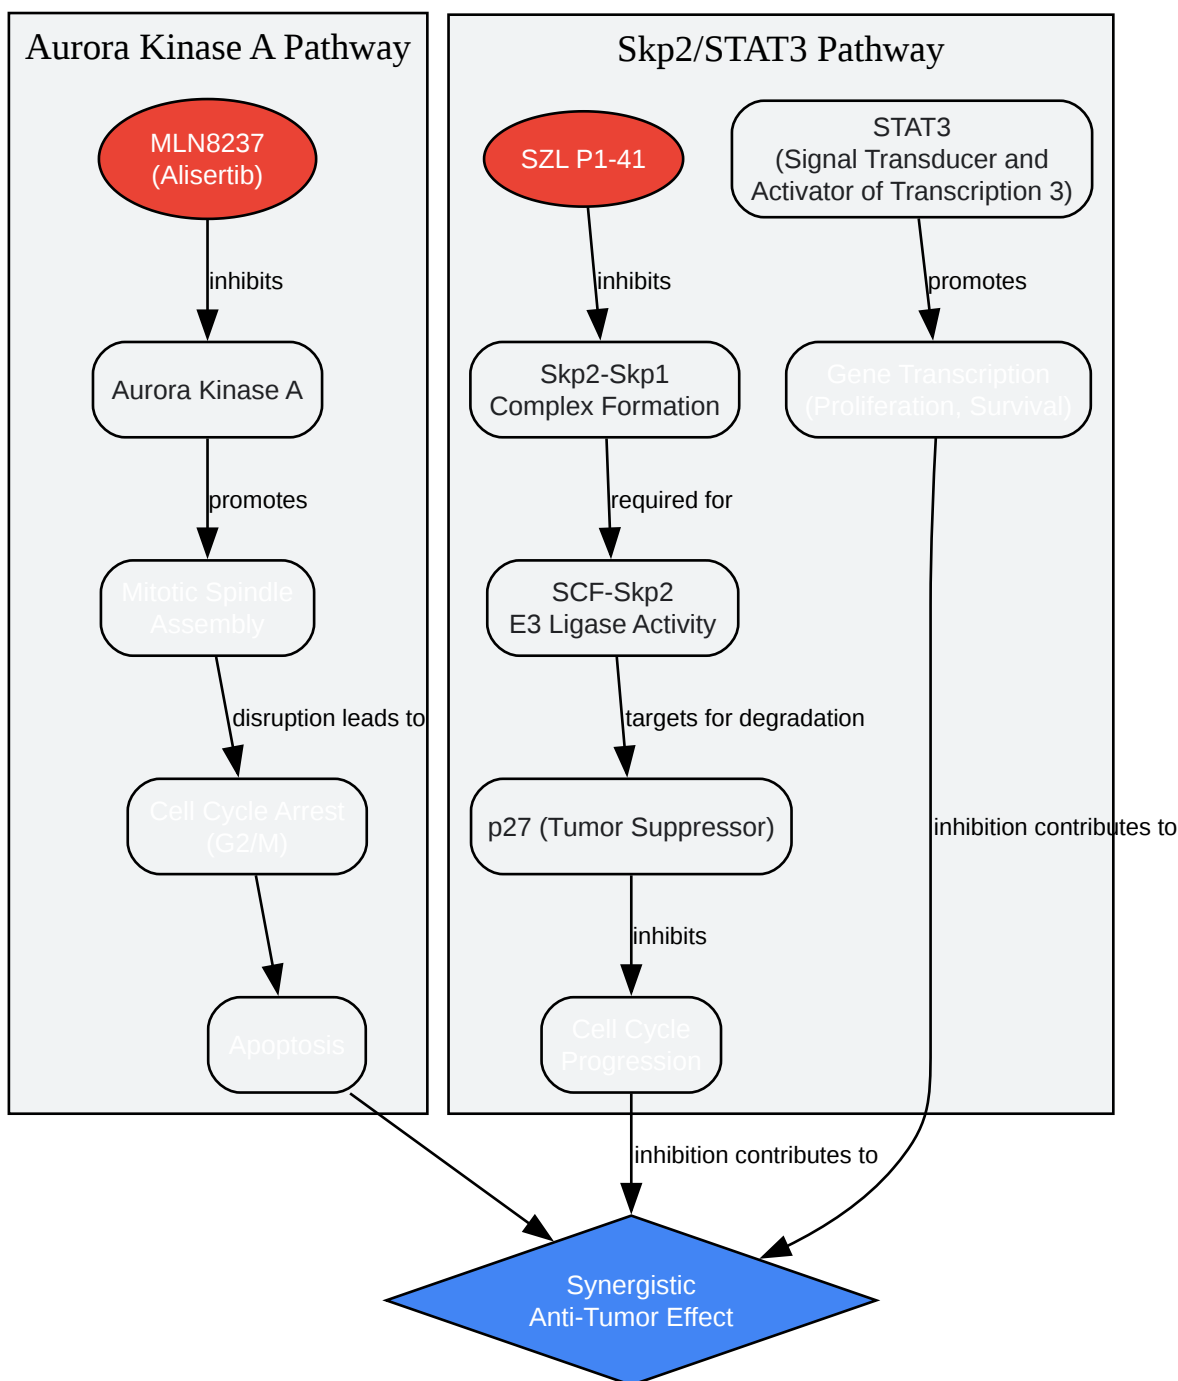 Aurora Kinase A Pathway
MLN8237
(Alisertib)
inhibits
Aurora Kinase A
promotes
Mitotic Spindle
Assembly
disruption leads to
Cell Cycle Arrest
(G2/M)
Apoptosis
Skp2/STAT3 Pathway
SZL P1-41
inhibits
Skp2-Skp1
Complex Formation
required for
SCF-Skp2
E3 Ligase Activity
targets for degradation
p27 (Tumor Suppressor)
inhibits
Cell Cycle
Progression
inhibition contributes to
STAT3
(Signal Transducer and
Activator of Transcription 3)
promotes
Gene Transcription
(Proliferation, Survival)
inhibition contributes to
Synergistic
Anti-Tumor Effect